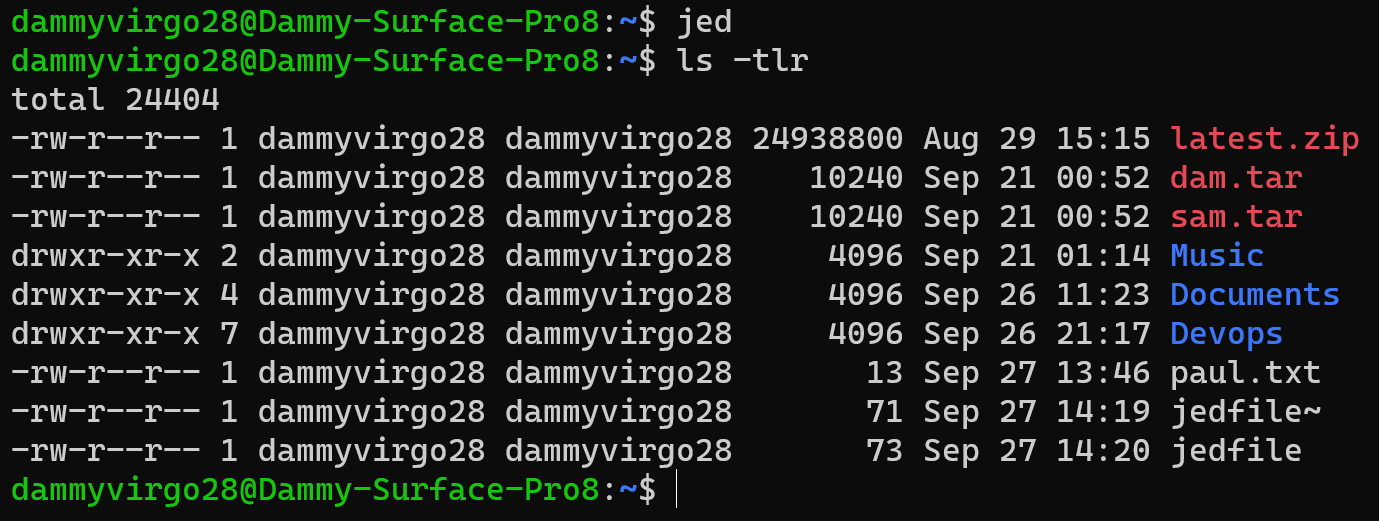 dammyvirgo28@Dammy-Surface-Pro8:~$ jed
dammyvirgo28@Dammy-Surface-Pro8:~$ ls -tlr
total 24404
-rw-r--r-- 1 dammyvirgo28 dammyvirgo28 24938800 Aug 29 15:15 latest.zip
-rw-r--r-- 1 dammyvirgo28 dammyvirgo28    10240 Sep 21 00:52 dam.tar
-rw-r--r-- 1 dammyvirgo28 dammyvirgo28    10240 Sep 21 00:52 sam.tar
drwxr-xr-x 2 dammyvirgo28 dammyvirgo28     4096 Sep 21 01:14 Music
drwxr-xr-x 4 dammyvirgo28 dammyvirgo28     4096 Sep 26 11:23 Documents
drwxr-xr-x 7 dammyvirgo28 dammyvirgo28     4096 Sep 26 21:17 Devops
-rw-r--r-- 1 dammyvirgo28 dammyvirgo28       13 Sep 27 13:46 paul.txt
-rw-r--r-- 1 dammyvirgo28 dammyvirgo28       71 Sep 27 14:19 jedfile~
-rw-r--r-- 1 dammyvirgo28 dammyvirgo28       73 Sep 27 14:20 jedfile
dammyvirgo28@Dammy-Surface-Pro8:~$